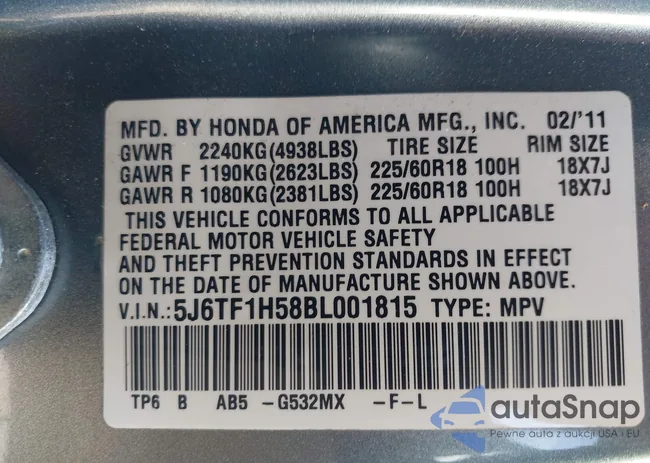 MFD. BY HONDA OF AMERICA MFG., INC. 02/'11
GVWR 2240KG(4938LBS) TIRE SIZE RIM SIZE
GAWR F 1190KG(2623LBS) 225/60R18 100H 18X7J
GAWR R 1080KG(2381LBS) 225/60R18 100H 18X7J
THIS VEHICLE CONFORMS TO ALL APPLICABLE
FEDERAL MOTOR VEHICLE SAFETY
AND THEFT PREVENTION STANDARDS IN EFFECT
ON THE DATE OF MANUFACTURE SHOWN ABOVE.
V.I.N.:5J6TF1H58BL001815 TYPE: MPV
TP6 B AB5 -G532MX -F-L
autaSnap
Pewne auta z aukcji USA i EU